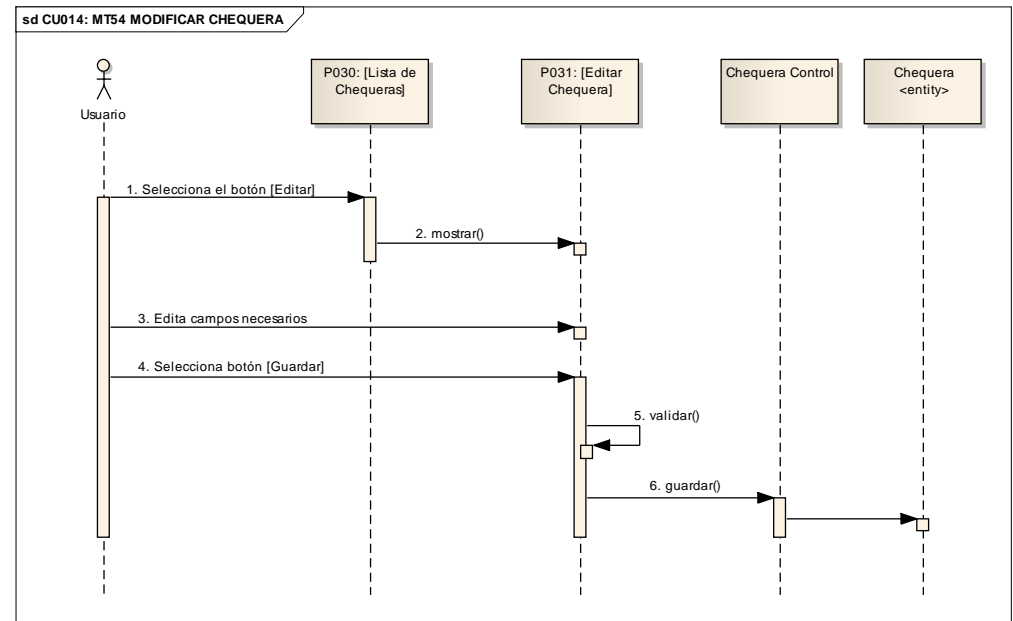 sd CU014: MT54 MODIFICAR CHEQUERA
Usuario
P030: [Lista de
Chequeras]
P031: [Editar
Chequera]
Chequera Control
Chequera
<entity>
1. Selecciona el botón [Editar]
2. mostrar()
3. Edita campos necesarios
4. Selecciona botón [Guardar]
5. validar()
6. guardar()